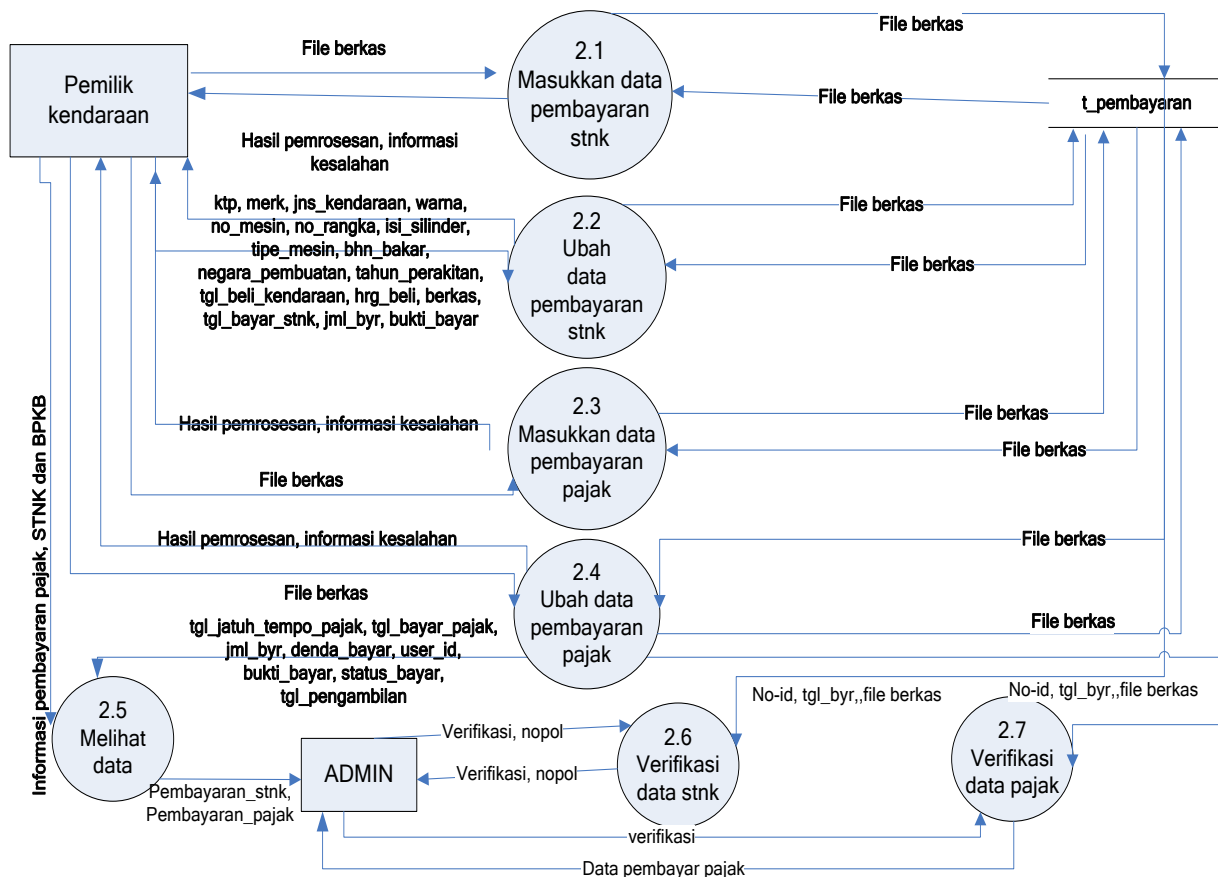 File berkas
File berkas
2.1
Masukkan data
pembayaran
stnk
Pemilik
kendaraan
File berkas
t_pembayaran
Hasil pemrosesan, informasi
kesalahan
ktp, merk, jns_kendaraan, warna,
no_mesin, no_rangka, isi_silinder,
tipe_mesin, bhn_bakar,
negara_pembuatan, tahun_perakitan,
tgl_beli_kendaraan, hrg_beli, berkas,
tgl_bayar_stnk, jml_byr, bukti_bayar
2.2
Ubah
data
pembayaran
stnk
File berkas
File berkas
2.3
Masukkan data
pembayaran
pajak
File berkas
File berkas
Hasil pemrosesan, informasi kesalahan
File berkas
Informasi pembayaran pajak, STNK dan BPKB
Hasil pemrosesan, informasi kesalahan
2.4
Ubah data
pembayaran
pajak
File berkas
File berkas
File berkas
tgl_jatuh_tempo_pajak, tgl_bayar_pajak,
jml_byr, denda_bayar, user_id,
bukti_bayar, status_bayar,
tgl_pengambilan
No-id, tgl_byr,,file berkas
No-id, tgl_byr,,file berkas
2.5
Melihat
data
Verifikasi, nopol
Verifikasi, nopol
2.6
Verifikasi
data stnk
2.7
Verifikasi
data pajak
ADMIN
Pembayaran_stnk,
Pembayaran_pajak
verifikasi
Data pembayar pajak